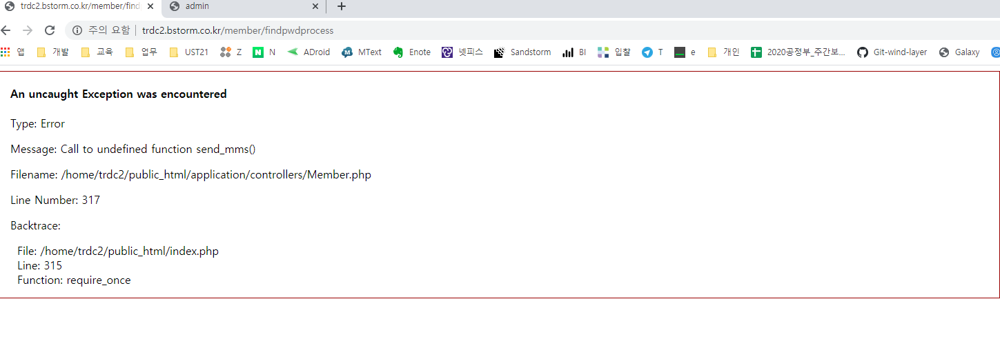 trdc2.bstorm.co.kr/member/find admin
주의 요함 trdc2.bstorm.co.kr/member/findpwdprocess
앱 개발 교육 업무 UST21 Z N ADroid MText Enote 넷피스 Sandstorm BI 입찰 T e 개인 2020공정부_주간보... Git-wind-layer Galaxy
An uncaught Exception was encountered
Type: Error
Message: Call to undefined function send_mms()
Filename: /home/trdc2/public_html/application/controllers/Member.php
Line Number: 317
Backtrace:
File: /home/trdc2/public_html/index.php
Line: 315
Function: require_once